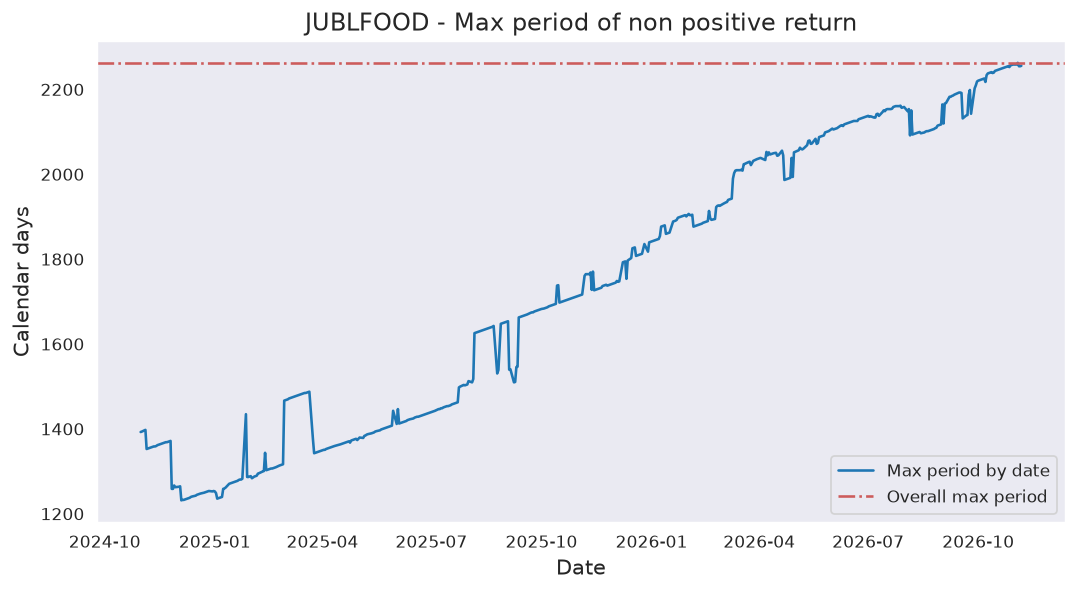 JUBLFOOD - Max period of non positive return
Calendar days
2200
2000
1800
1600
1400
1200
Max period by date
Overall max period
2024-10 2025-01 2025-04 2025-07 2025-10 2026-01 2026-04 2026-07 2026-10
Date